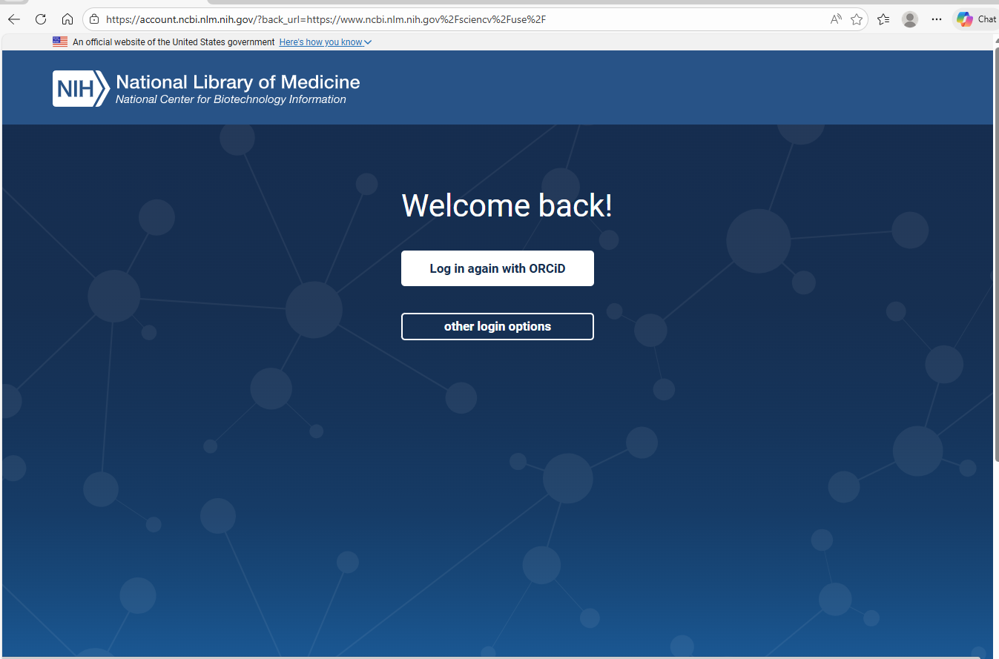 https://account.ncbi.nlm.nih.gov/?back_url=https://www.ncbi.nlm.nih.gov%2Fsciencv%2Fuse%2F
Chat
An official website of the United States government Here's how you know
NIH
National Library of Medicine
National Center for Biotechnology Information
Welcome back!
Log in again with ORCiD
other login options